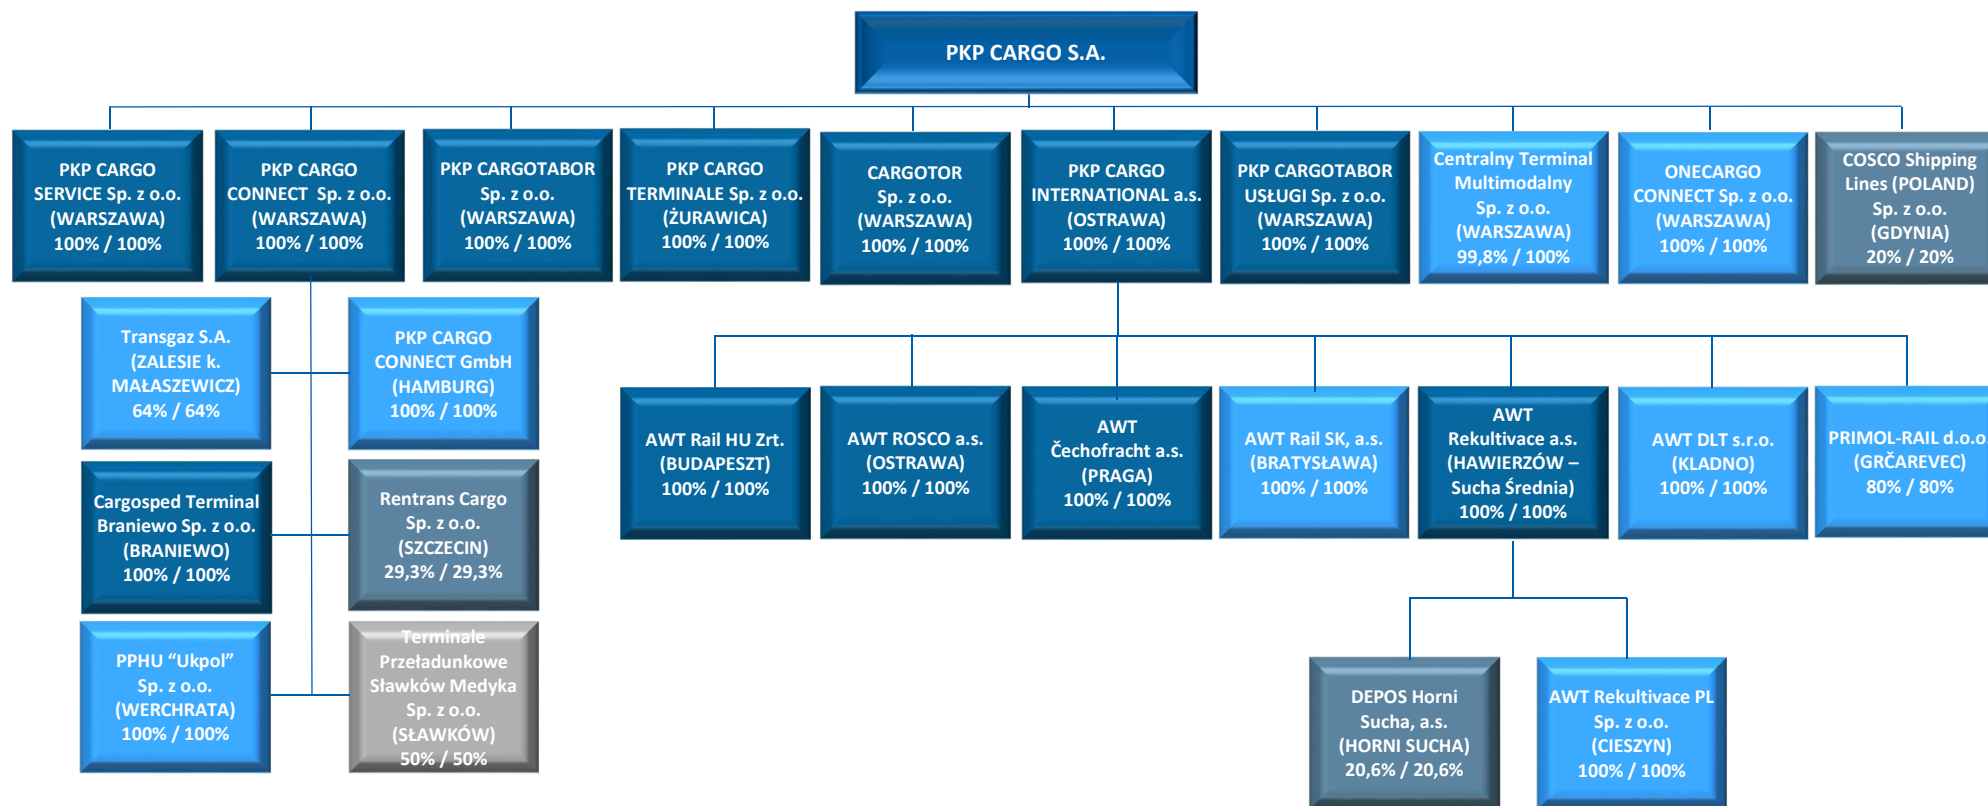 PKP CARGO S.A.
PKP CARGO
SERVICE Sp. z o.o.
(WARSZAWA)
100% / 100%
PKP CARGO
CONNECT Sp. z o.o.
(WARSZAWA)
100% / 100%
PKP CARGOTABOR
Sp. z o.o.
(WARSZAWA)
100% / 100%
PKP CARGO
TERMINALE Sp. z o.o.
(ŻURAWICA)
100% / 100%
CARGOTOR
Sp. z o.o.
(WARSZAWA)
100% / 100%
PKP CARGO
INTERNATIONAL a.s.
(OSTRAWA)
100% / 100%
PKP CARGOTABOR
USŁUGI Sp. z o.o.
(WARSZAWA)
100% / 100%
Centralny Terminal
Multimodalny
Sp. z o.o.
(WARSZAWA)
99,8% / 100%
ONECARGO
CONNECT Sp. z o.o.
(WARSZAWA)
100% / 100%
COSCO Shipping
Lines (POLAND)
Sp. z o.o.
(GDYNIA)
20% / 20%
Transgaz S.A.
(ZALESIE k.
MAŁASZEWICZ)
64% / 64%
PKP CARGO
CONNECT GmbH
(HAMBURG)
100% / 100%
Cargosped Terminal
Braniewo Sp. z o.o.
(BRANIEWO)
100% / 100%
Rentrans Cargo
Sp. z o.o.
(SZCZECIN)
29,3% / 29,3%
PPHU “Ukpol”
Sp. z o.o.
(WERCHRATA)
100% / 100%
Terminale
Przeładunkowe
Sławków Medyka
Sp. z o.o.
(SŁAWKÓW)
50% / 50%
AWT Rail HU Zrt.
(BUDAPESZT)
100% / 100%
AWT ROSCO a.s.
(OSTRAWA)
100% / 100%
AWT
Čechofracht a.s.
(PRAGA)
100% / 100%
AWT Rail SK, a.s.
(BRATYSŁAWA)
100% / 100%
AWT
Rekultivace a.s.
(HAWIERZÓW –
Sucha Średnia)
100% / 100%
AWT DLT s.r.o.
(KLADNO)
100% / 100%
PRIMOL-RAIL d.o.o.
(GRČAREVEC)
80% / 80%
DEPOS Horni
Sucha, a.s.
(HORNI SUCHA)
20,6% / 20,6%
AWT Rekultivace PL
Sp. z o.o.
(CIESZYN)
100% / 100%